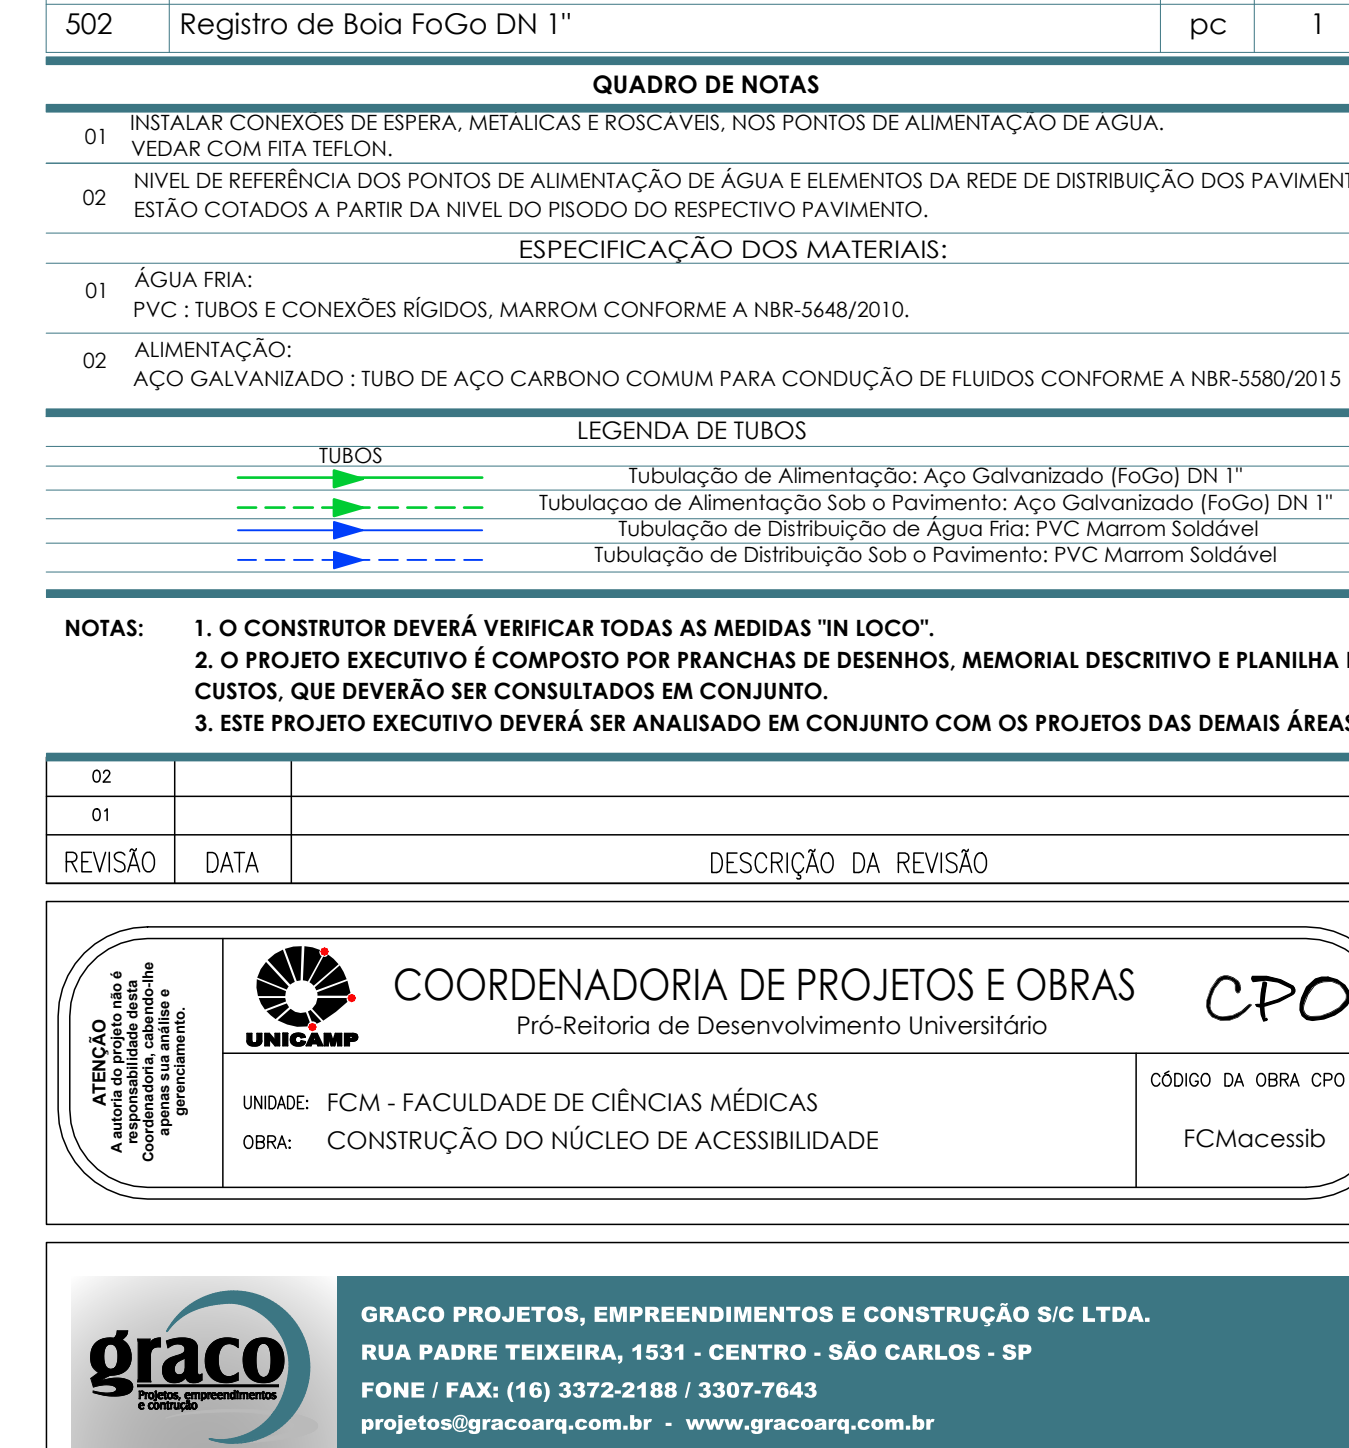 502 Registro de Boia FoGo DN 1" pc 1
QUADRO DE NOTAS
01 INSTALAR CONEXÕES DE ESPERA, METÁLICAS E ROSCÁVEIS, NOS PONTOS DE ALIMENTAÇÃO DE ÁGUA.
VEDAR COM FITA TEFLON.
02 NIVEL DE REFERÊNCIA DOS PONTOS DE ALIMENTAÇÃO DE ÁGUA E ELEMENTOS DA REDE DE DISTRIBUIÇÃO DOS PAVIMENT
ESTÃO COTADOS A PARTIR DA NIVEL DO PISODO DO RESPECTIVO PAVIMENTO.
ESPECIFICAÇÃO DOS MATERIAIS:
01 ÁGUA FRIA:
PVC : TUBOS E CONEXÕES RÍGIDOS, MARROM CONFORME A NBR-5648/2010.
02 ALIMENTAÇÃO:
AÇO GALVANIZADO : TUBO DE AÇO CARBONO COMUM PARA CONDUÇÃO DE FLUIDOS CONFORME A NBR-5580/2015
LEGENDA DE TUBOS
TUBOS
Tubulação de Alimentação: Aço Galvanizado (FoGo) DN 1"
Tubulaçao de Alimentação Sob o Pavimento: Aço Galvanizado (FoGo) DN 1"
Tubulação de Distribuição de Água Fria: PVC Marrom Soldável
Tubulação de Distribuição Sob o Pavimento: PVC Marrom Soldável
NOTAS: 1. O CONSTRUTOR DEVERÁ VERIFICAR TODAS AS MEDIDAS "IN LOCO".
2. O PROJETO EXECUTIVO É COMPOSTO POR PRANCHAS DE DESENHOS, MEMORIAL DESCRITIVO E PLANILHA
CUSTOS, QUE DEVERÃO SER CONSULTADOS EM CONJUNTO.
3. ESTE PROJETO EXECUTIVO DEVERÁ SER ANALISADO EM CONJUNTO COM OS PROJETOS DAS DEMAIS ÁREAS
02
01
REVISÃO DATA DESCRIÇÃO DA REVISÃO
ATENÇÃO
A autoria do projeto não é
responsabilidade desta
Coordenadoria, cabendo-lhe
apenas sua análise e
gerenciamento.
UNICAMP
COORDENADORIA DE PROJETOS E OBRAS
Pró-Reitoria de Desenvolvimento Universitário
CPO
UNIDADE: FCM - FACULDADE DE CIÊNCIAS MÉDICAS
OBRA: CONSTRUÇÃO DO NÚCLEO DE ACESSIBILIDADE
CÓDIGO DA OBRA CPO
FCMacessib
graco
Projetos, empreendimentos
e contrução
GRACO PROJETOS, EMPREENDIMENTOS E CONSTRUÇÃO S/C LTDA.
RUA PADRE TEIXEIRA, 1531 - CENTRO - SÃO CARLOS - SP
FONE / FAX: (16) 3372-2188 / 3307-7643
projetos@gracoarq.com.br - www.gracoarq.com.br